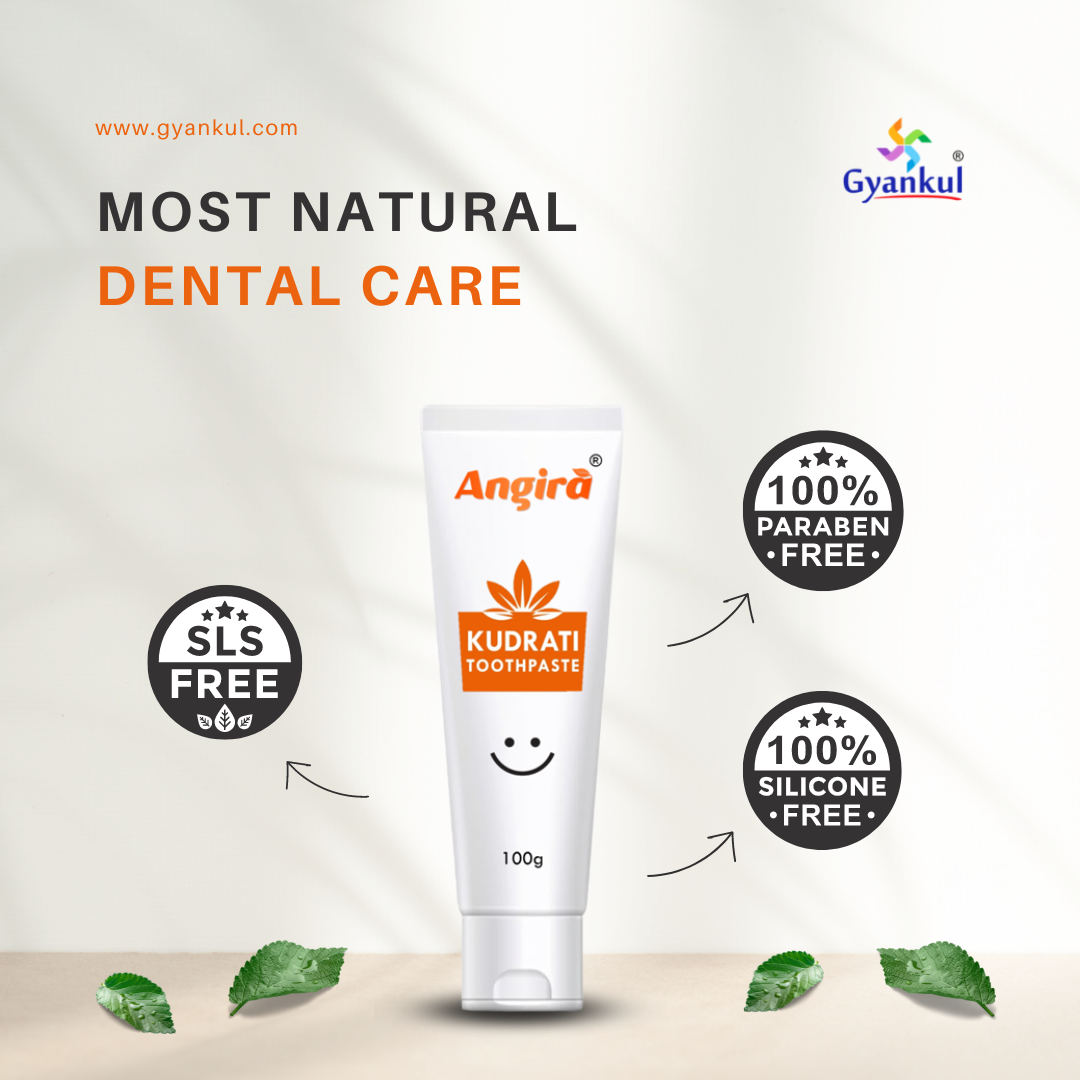 www.gyankul.com
Gyankul®
MOST NATURAL
DENTAL CARE
Angirà®
KUDRATI
TOOTHPASTE
100g
SLS
FREE
100%
PARABEN
• FREE •
100%
SILICONE
• FREE •